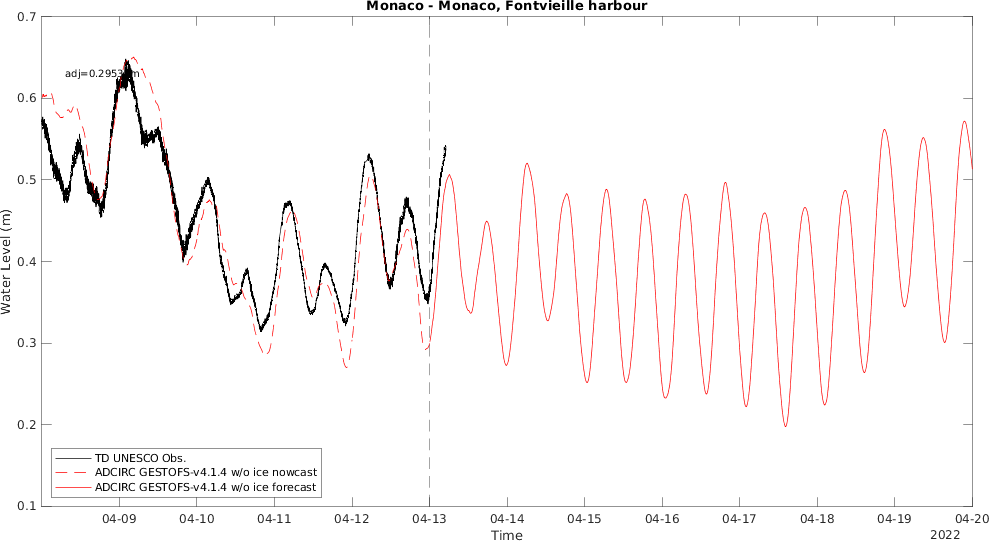 Monaco - Monaco, Fontvieille harbour
0.7
0.6
0.5
0.4
0.3
0.2
0.1
Water Level (m)
TD UNESCO Obs.
ADCIRC GESTOFS-v4.1.4 w/o ice nowcast
ADCIRC GESTOFS-v4.1.4 w/o ice forecast
04-09 04-10 04-11 04-12 04-13 04-14 04-15 04-16 04-17 04-18 04-19 04-20
Time
2022